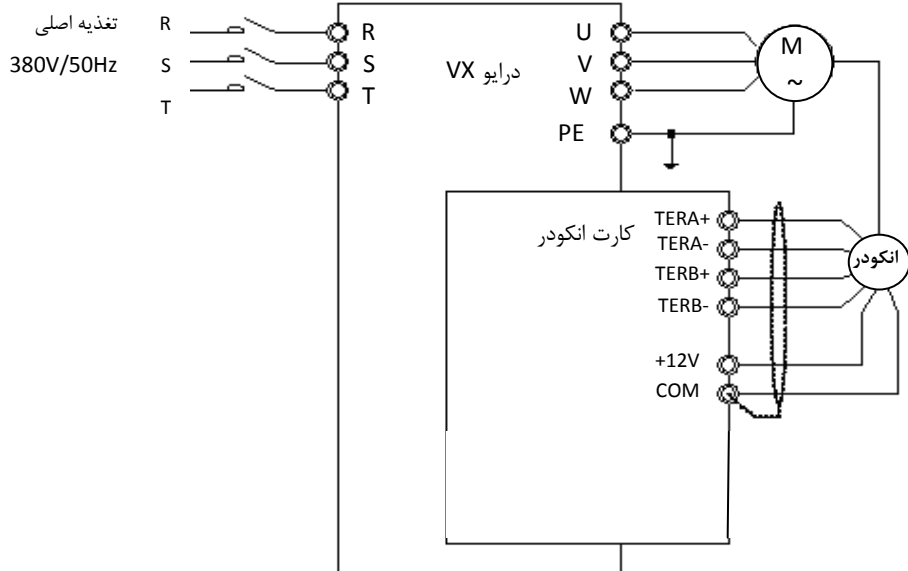 تغذیه اصلی
380V/50Hz
R
S
T
R
S
T
درایو VX
U
V
W
PE
M
~
کارت انکودر
TERA+
TERA-
TERB+
TERB-
+12V
COM
انکودر